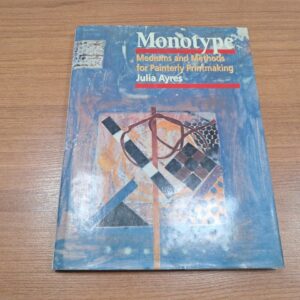 Monotype
Mediums and Methods
for Painterly Printmaking
Julia Ayres